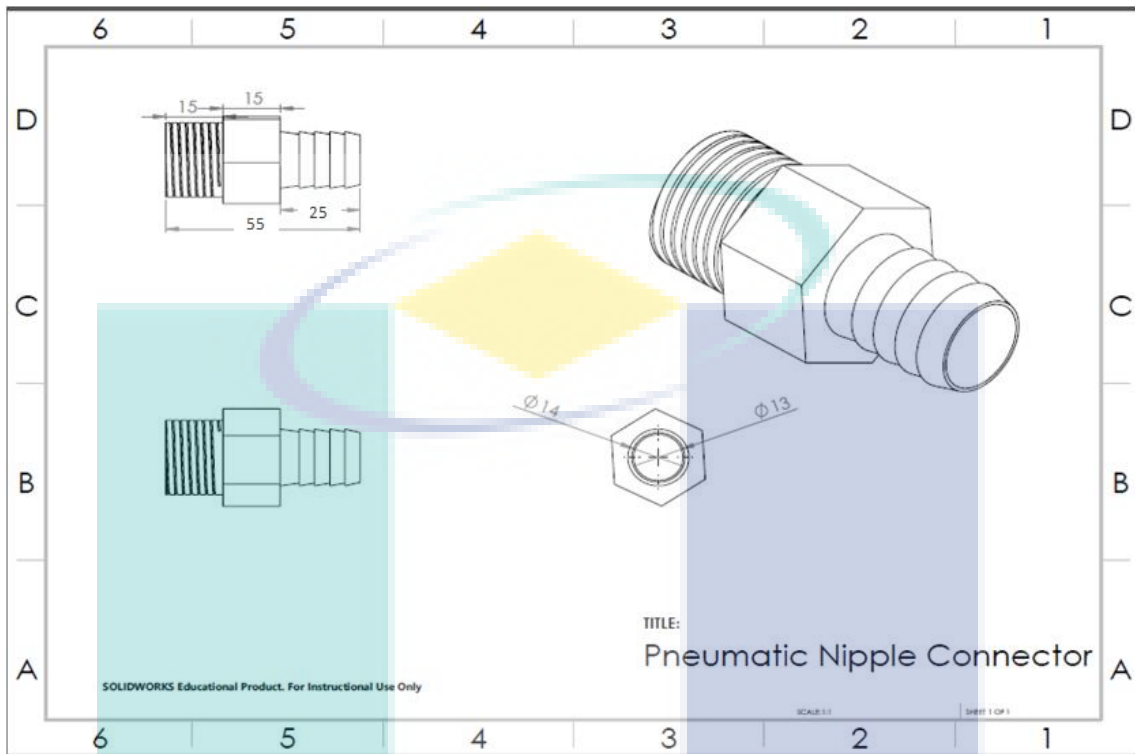 6 5 4 3 2 1
D D
15 15
55 25
C C
Ø14 Ø13
B B
TITLE:
Pneumatic Nipple Connector
A A
SOLIDWORKS Educational Product. For Instructional Use Only
SCALE:1:1 SHEET 1 OF 1
6 5 4 3 2 1